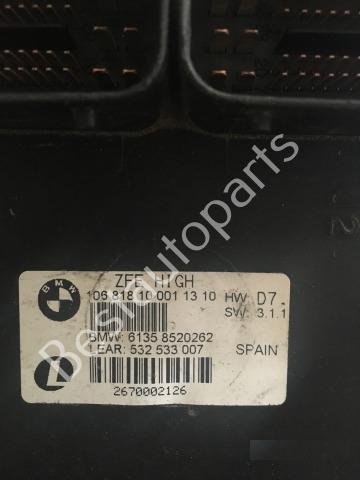 ZFE HIGH
106 818 10 001 13 10 HW D7.
SW: 3.1.1
BMW
BMW: 6135 8520262
LEAR: 532 533 007 SPAIN
2670002126
Bestautoparts